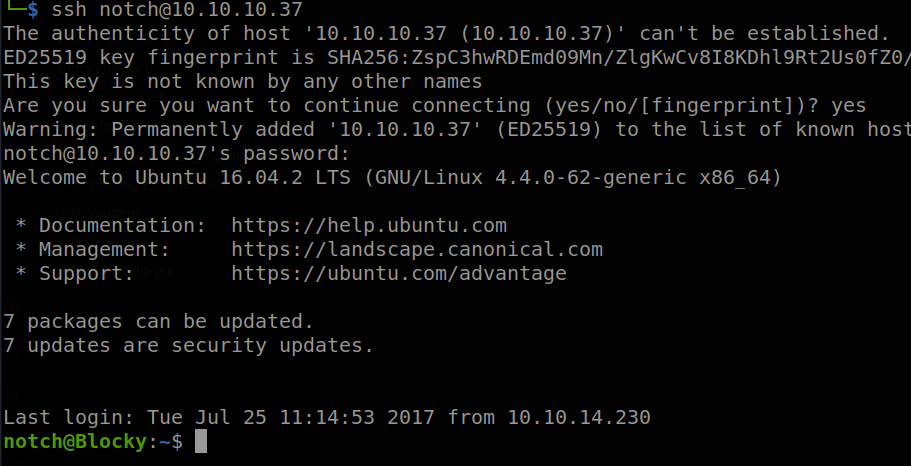 └─$ ssh notch@10.10.10.37
The authenticity of host '10.10.10.37 (10.10.10.37)' can't be established.
ED25519 key fingerprint is SHA256:ZspC3hwRDEmd09Mn/ZlgKwCv8I8KDhl9Rt2Us0fZ0/
This key is not known by any other names
Are you sure you want to continue connecting (yes/no/[fingerprint])? yes
Warning: Permanently added '10.10.10.37' (ED25519) to the list of known host
notch@10.10.10.37's password:
Welcome to Ubuntu 16.04.2 LTS (GNU/Linux 4.4.0-62-generic x86_64)
* Documentation:  https://help.ubuntu.com
* Management:     https://landscape.canonical.com
* Support:        https://ubuntu.com/advantage
7 packages can be updated.
7 updates are security updates.
Last login: Tue Jul 25 11:14:53 2017 from 10.10.14.230
notch@Blocky:~$